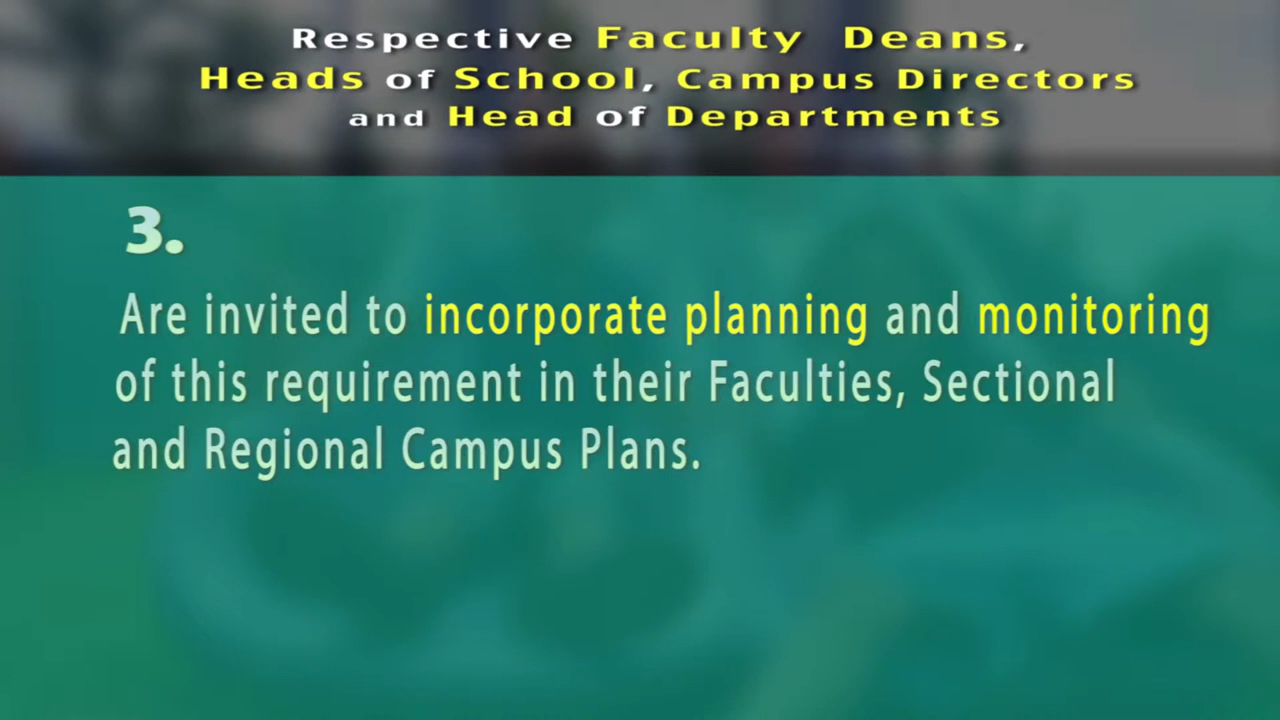 Respective Faculty Deans,
Heads of School, Campus Directors
and Head of Departments
3.
Are invited to incorporate planning and monitoring
of this requirement in their Faculties, Sectional
and Regional Campus Plans.